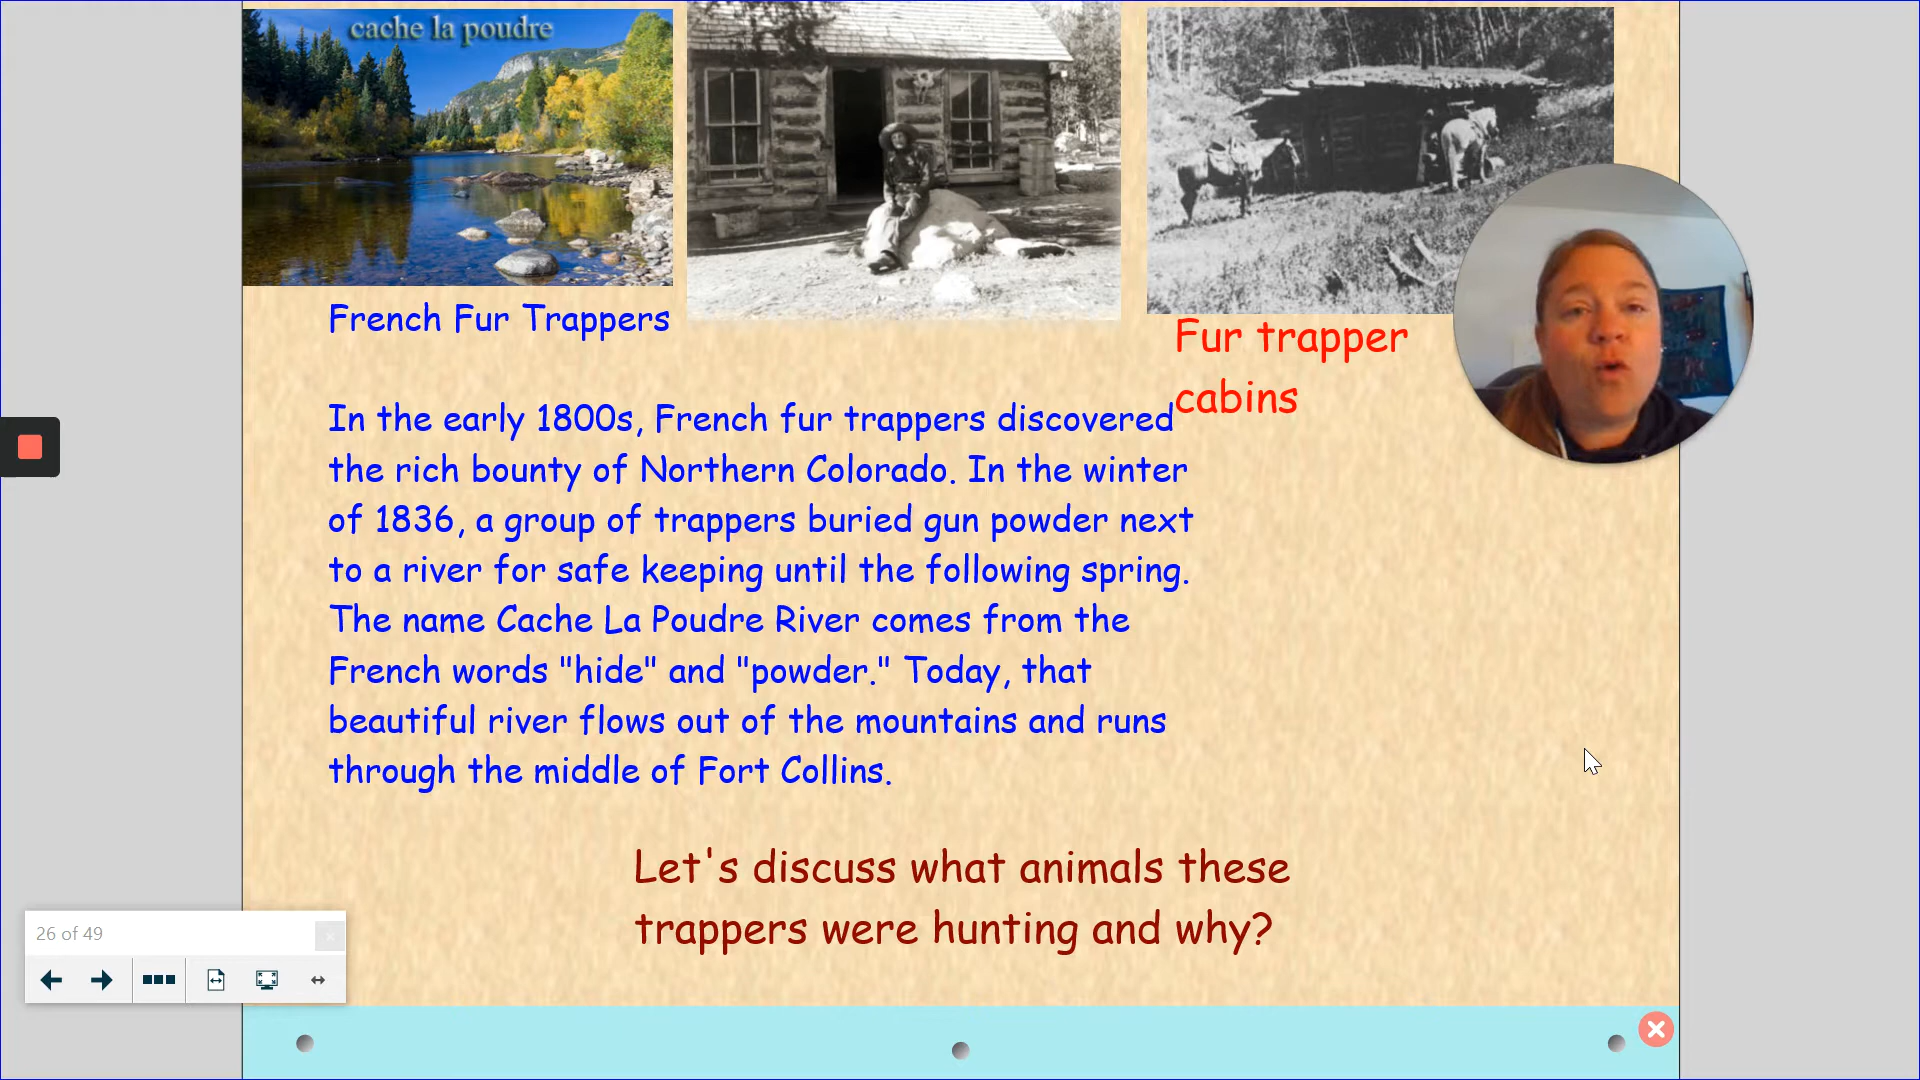 cache la poudre
French Fur Trappers
Fur trapper
cabins
In the early 1800s, French fur trappers discovered
the rich bounty of Northern Colorado. In the winter
of 1836, a group of trappers buried gun powder next
to a river for safe keeping until the following spring.
The name Cache La Poudre River comes from the
French words "hide" and "powder." Today, that
beautiful river flows out of the mountains and runs
through the middle of Fort Collins.
Let's discuss what animals these
trappers were hunting and why?
26 of 49